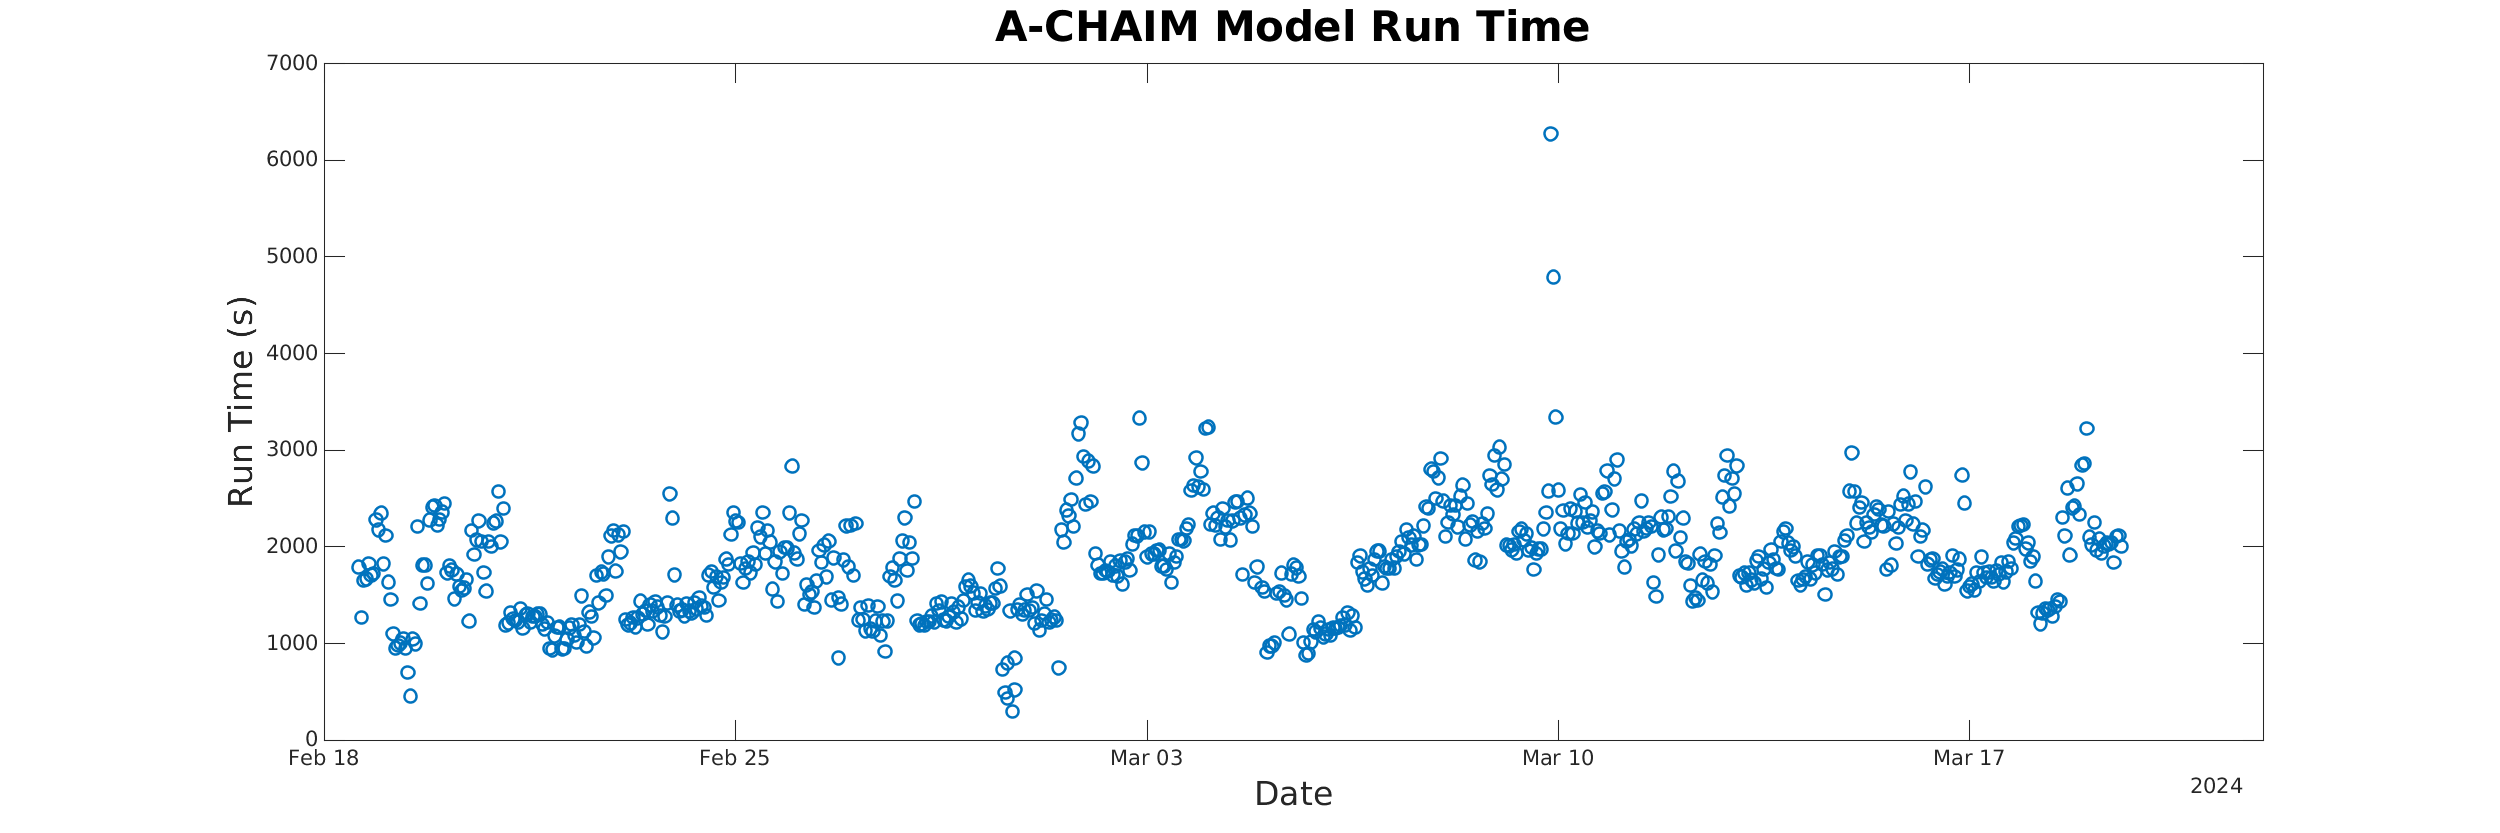 A-CHAIM Model Run Time
7000
6000
5000
4000
3000
2000
1000
0
Run Time (s)
Feb 18
Feb 25
Mar 03
Mar 10
Mar 17
2024
Date